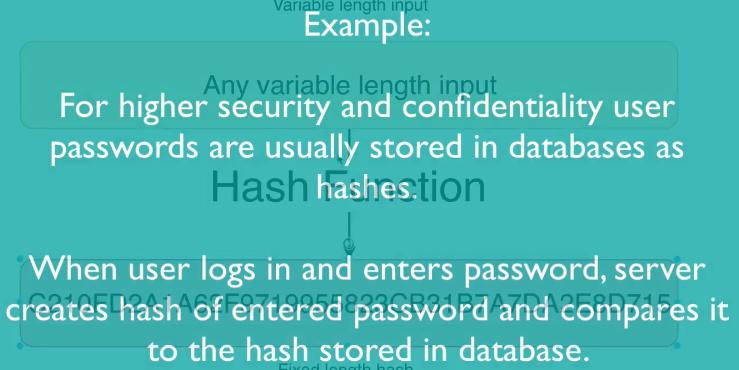 Variable length input
Example:
Any variable length input
For higher security and confidentiality user
passwords are usually stored in databases as
Hash Function
hashes.
When user logs in and enters password, server
creates hash of entered password and compares it
to the hash stored in database.
Fixed length hash